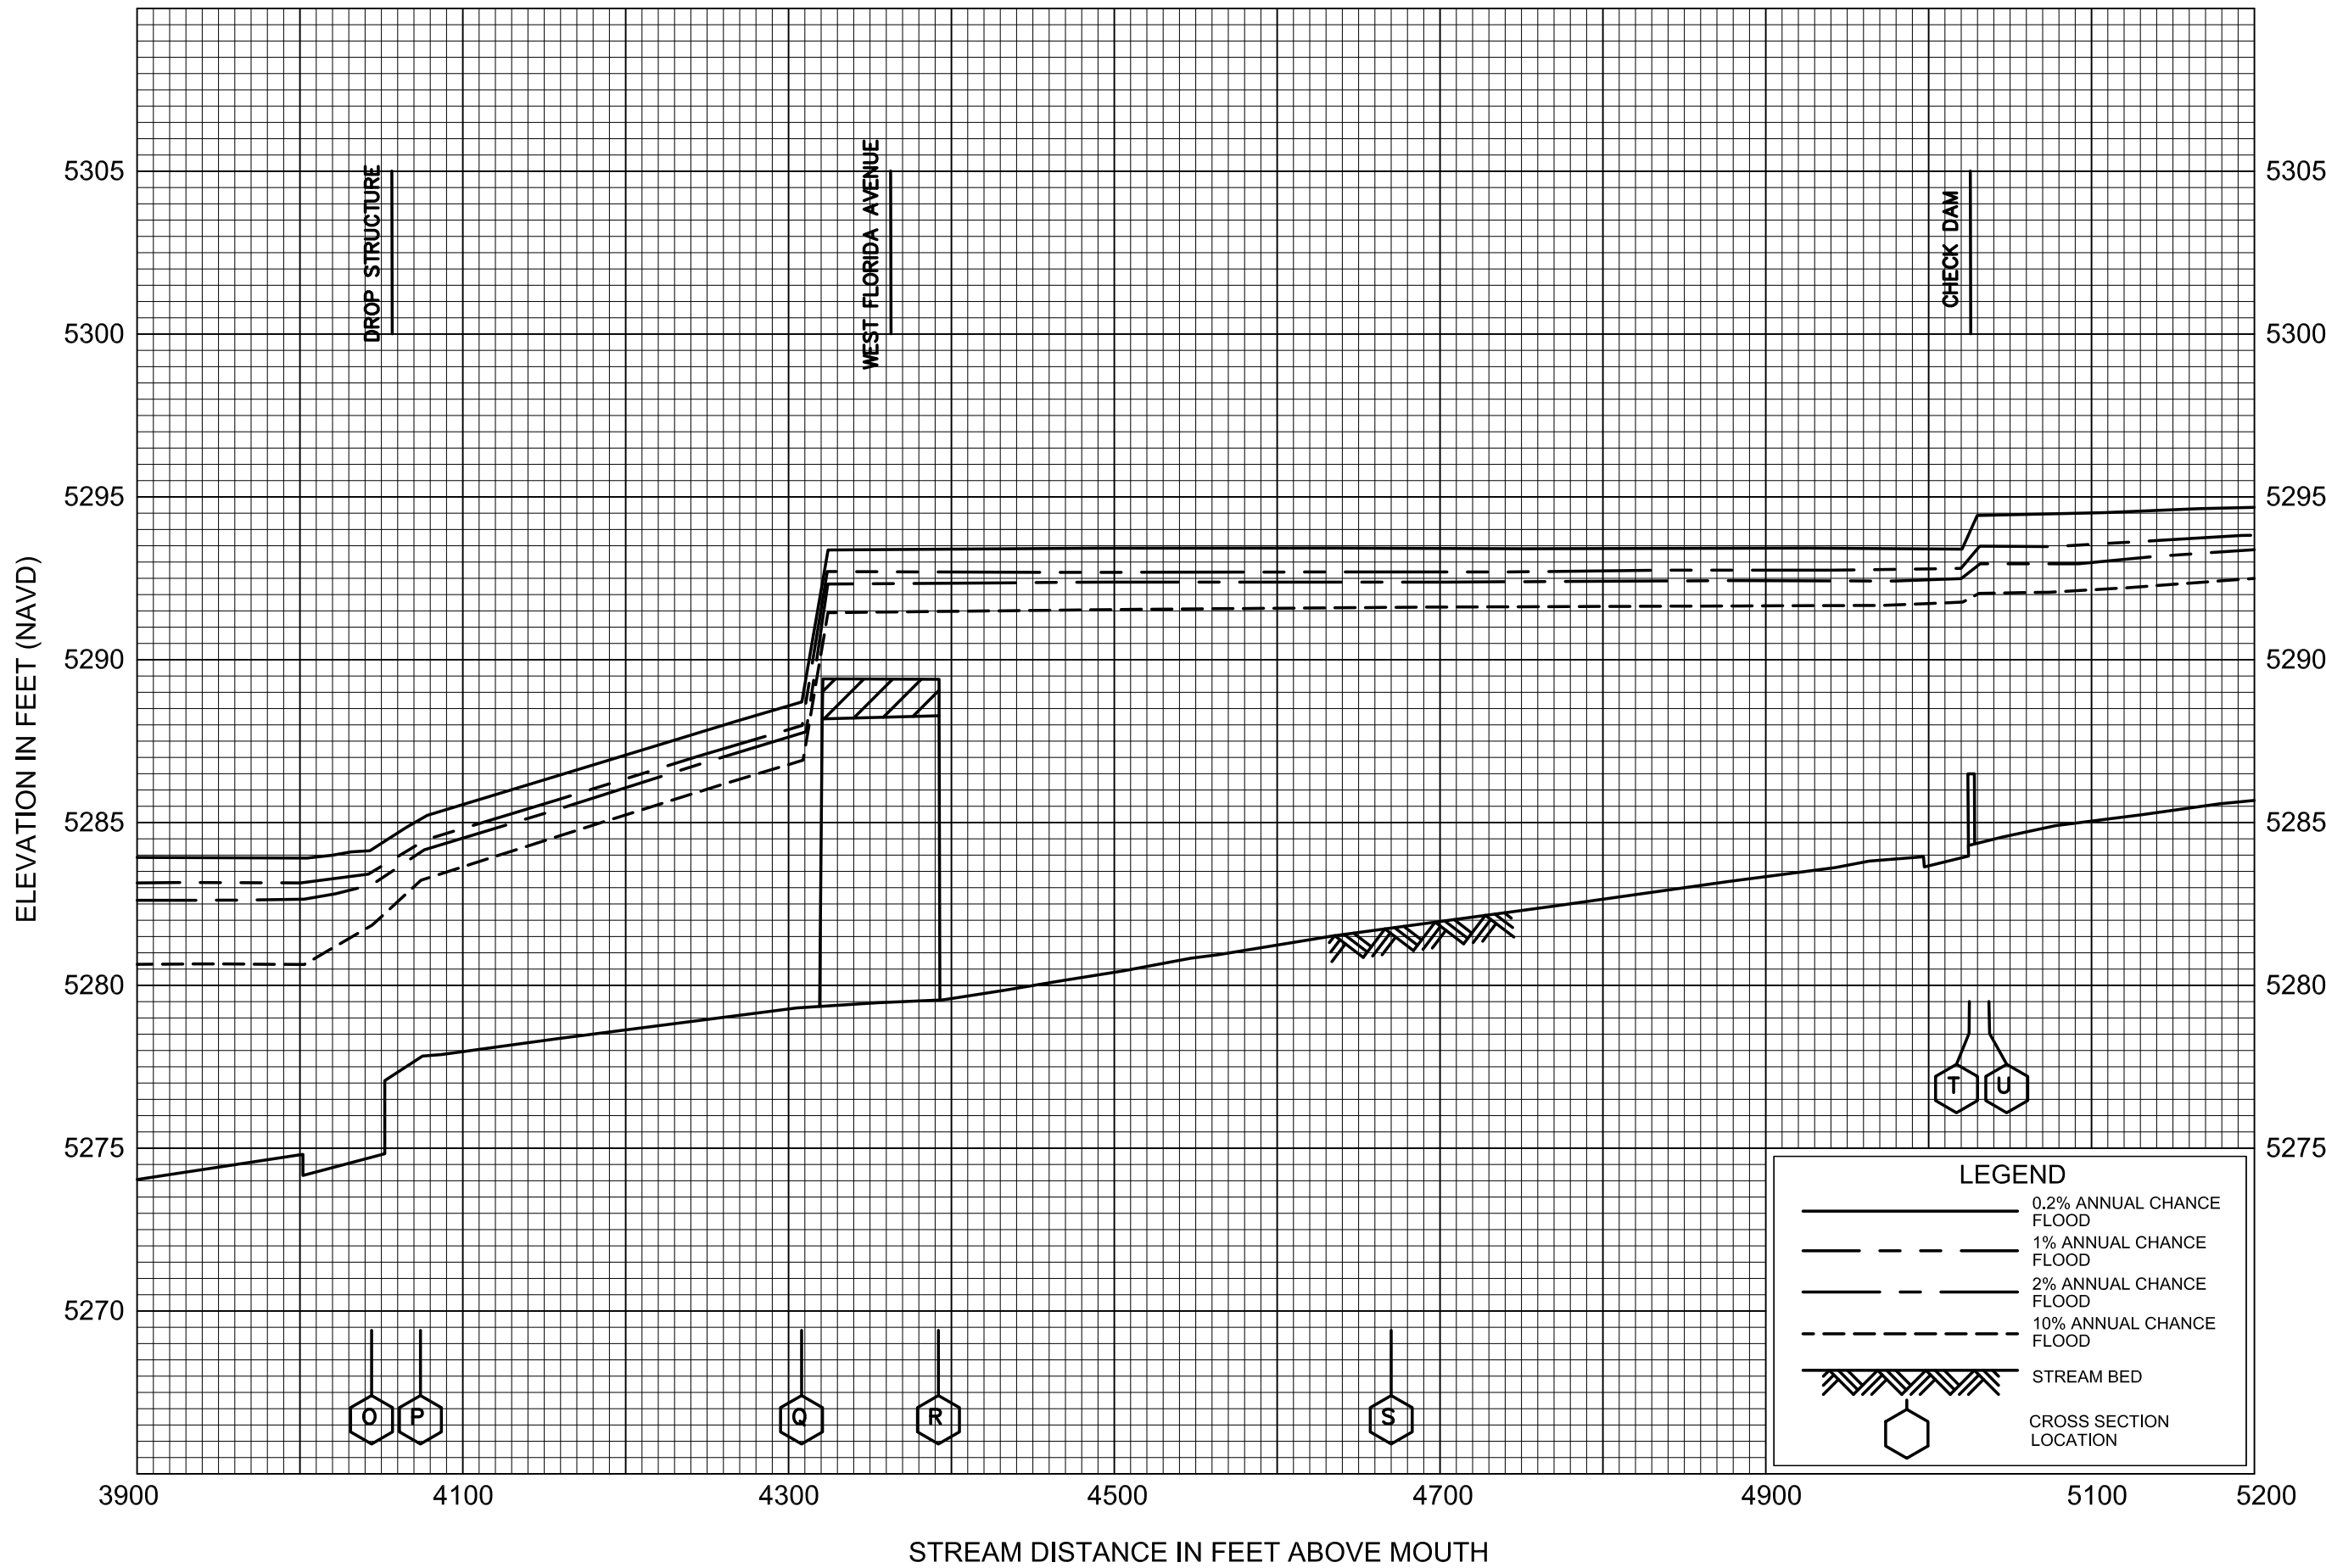 DROP STRUCTURE
WEST FLORIDA AVENUE
CHECK DAM
5305
5300
5295
5290
5285
5280
5275
5270
5305
5300
5295
5290
5285
5280
5275
ELEVATION IN FEET (NAVD)
T
U
O
P
Q
R
S
LEGEND
0.2% ANNUAL CHANCE
FLOOD
1% ANNUAL CHANCE
FLOOD
2% ANNUAL CHANCE
FLOOD
10% ANNUAL CHANCE
FLOOD
STREAM BED
CROSS SECTION
LOCATION
3900
4100
4300
4500
4700
4900
5100
5200
STREAM DISTANCE IN FEET ABOVE MOUTH